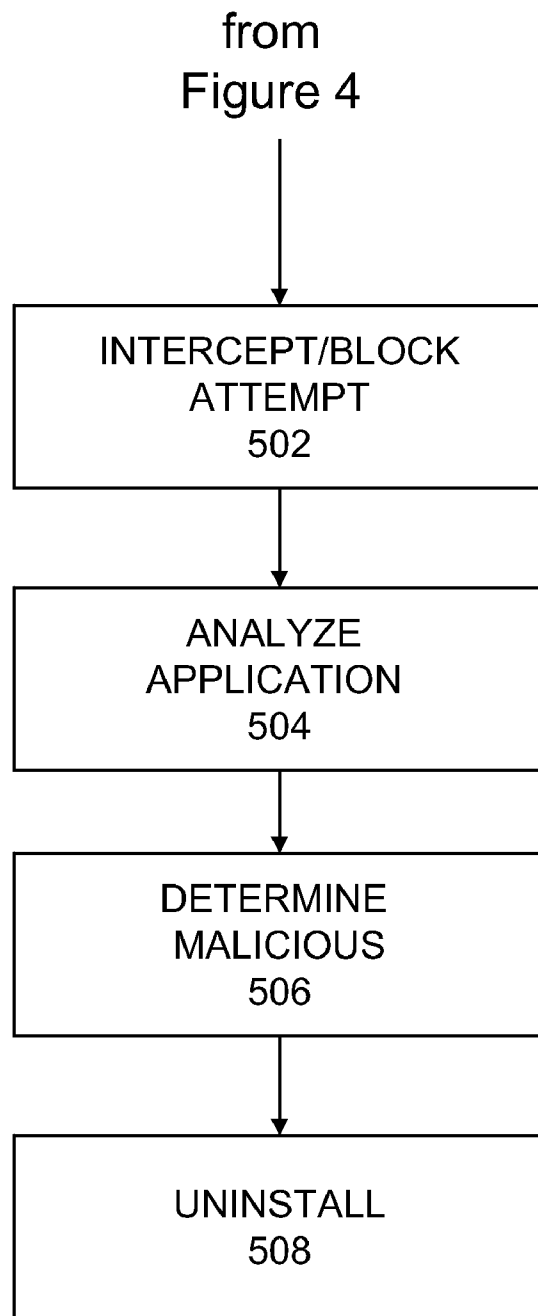 from
Figure 4
INTERCEPT/BLOCK
ATTEMPT
502
ANALYZE
APPLICATION
504
DETERMINE
MALICIOUS
506
UNINSTALL
508